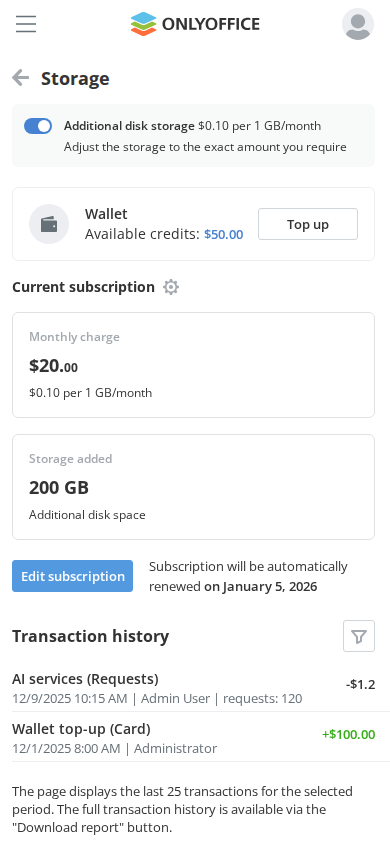 ONLYOFFICE
Storage
Additional disk storage $0.10 per 1 GB/month
Adjust the storage to the exact amount you require
Wallet
Available credits: $50.00
Top up
Current subscription
Monthly charge
$20.00
$0.10 per 1 GB/month
Storage added
200 GB
Additional disk space
Edit subscription
Subscription will be automatically
renewed on January 5, 2026
Transaction history
AI services (Requests)
-$1.2
12/9/2025 10:15 AM | Admin User | requests: 120
Wallet top-up (Card)
+$100.00
12/1/2025 8:00 AM | Administrator
The page displays the last 25 transactions for the selected
period. The full transaction history is available via the
"Download report" button.